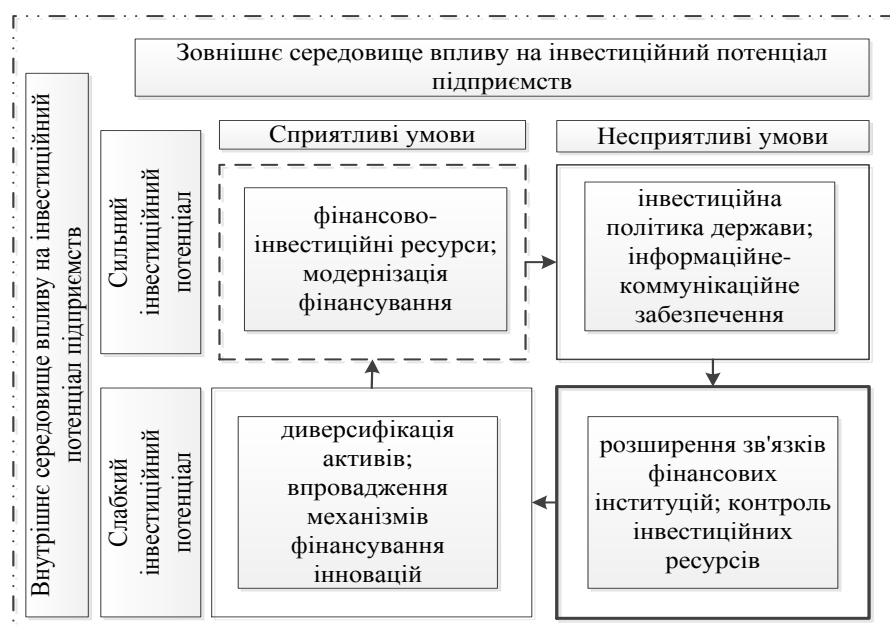 Зовнішнє середовище впливу на інвестиційний потенціал
підприємств
Внутрішнє середовище впливу на інвестиційний
потенціал підприємств
Сприятливі умови
Несприятливі умови
Сильний
інвестиційний
потенціал
фінансово-
інвестиційні ресурси;
модернізація
фінансування
інвестиційна
політика держави;
інформаційне-
коммунікаційне
забезпечення
Слабкий
інвестиційний
потенціал
диверсифікація
активів;
впровадження
механізмів
фінансування
інновацій
розширення зв'язків
фінансових
інституцій; контроль
інвестиційних
ресурсів